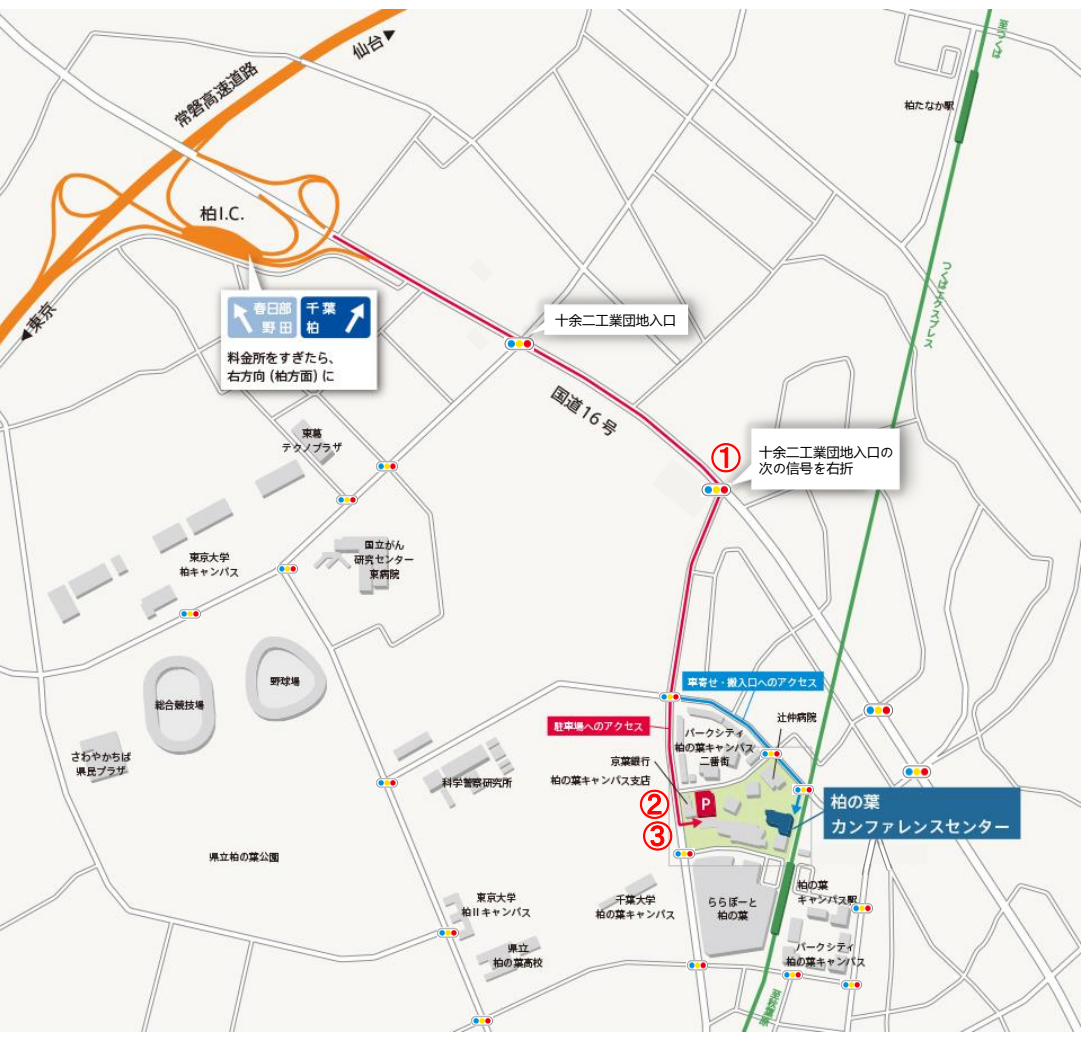 至つくば
仙台
常磐高速道路
柏たなか駅
柏I.C.
つくばエクスプレス
東京
春日部
野田
千葉
柏
料金所をすぎたら、
右方向（柏方面）に
十余二工業団地入口
国道16号
①
十余二工業団地入口の
次の信号を右折
東葛
テクノプラザ
国立がん
研究センター
東病院
東京大学
柏キャンパス
野球場
総合競技場
さわやかちば
県民プラザ
車寄せ・搬入口へのアクセス
駐車場へのアクセス
辻仲病院
パークシティ
柏の葉キャンパス
二番街
京葉銀行
柏の葉キャンパス支店
科学警察研究所
②
P
③
柏の葉
カンファレンスセンター
県立柏の葉公園
東京大学
柏IIキャンパス
千葉大学
柏の葉キャンパス
ららぽーと
柏の葉
柏の葉
キャンパス駅
県立
柏の葉高校
パークシティ
柏の葉キャンパス